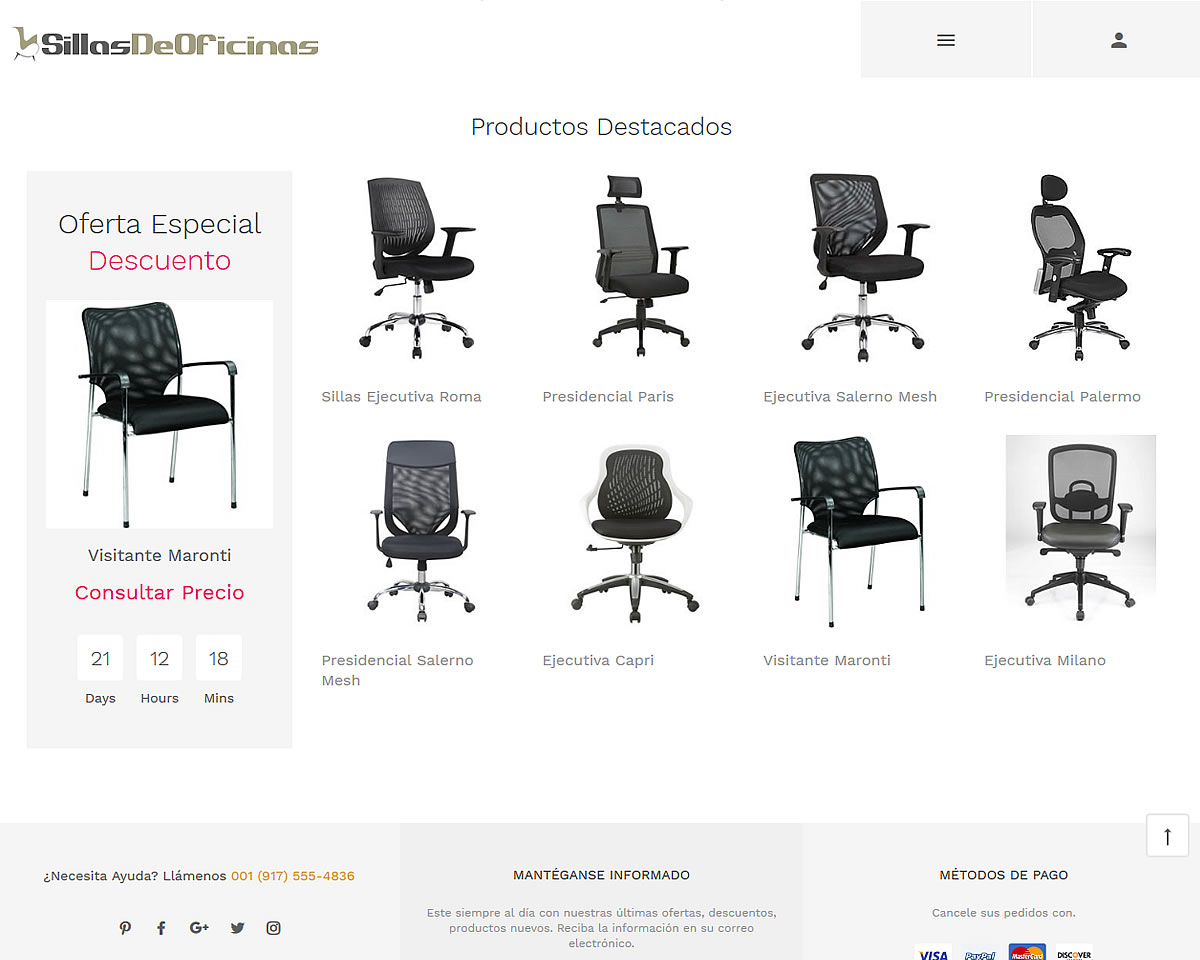 SillasDeOficinas
Productos Destacados
Oferta Especial
Descuento
Visitante Maronti
Consultar Precio
21
12
18
Days
Hours
Mins
Sillas Ejecutiva Roma
Presidencial Paris
Ejecutiva Salerno Mesh
Presidencial Palermo
Presidencial Salerno
Mesh
Ejecutiva Capri
Visitante Maronti
Ejecutiva Milano
¿Necesita Ayuda? Llámenos 001 (917) 555-4836
G+
MANTÉGANSE INFORMADO
Este siempre al día con nuestras últimas ofertas, descuentos,
productos nuevos. Reciba la información en su correo
electrónico.
MÉTODOS DE PAGO
Cancele sus pedidos con.
VISA
PayPal
MasterCard
DISCOVER